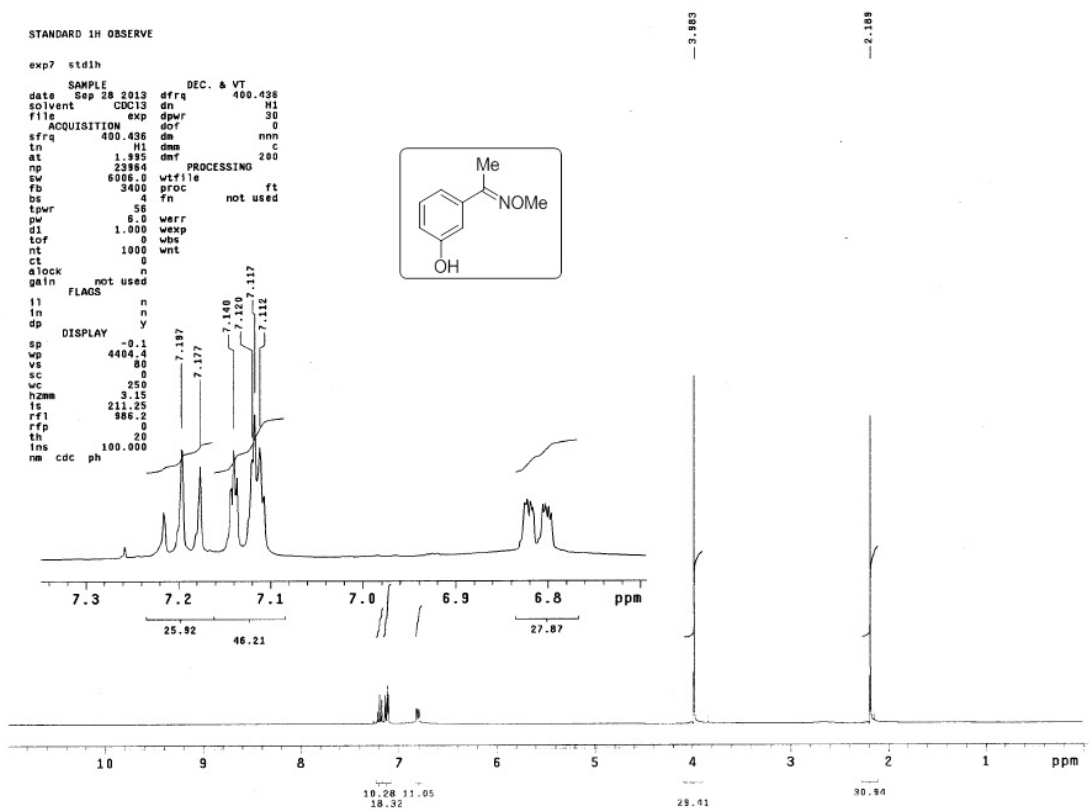 STANDARD 1H OBSERVE
exp7 std1h
SAMPLE DEC. & VT
date Sep 28 2013 dfrq 400.436
solvent CDCl3 dn H1
file exp dpwr 30
ACQUISITION dof 0
sfrq 400.436 dm nnn
tn H1 dmm c
at 1.995 dmf 200
np 23964 PROCESSING
sw 6006.0 wtfile
fb 3400 proc ft
bs 4 fn not used
tpwr 56
pw 6.0 werr
d1 1.000 wexp
tof 0 wbs
nt 1000 wnt
ct 0
alock n
gain not used
FLAGS
il n
in n
dp y
DISPLAY
sp -0.1
wp 4404.4
vs 80
sc 0
wc 250
hzmm 3.15
is 211.25
rfl 986.2
rfp 0
th 20
ins 100.000
nm cdc ph
3.983
2.189
Me
NOMe
OH
7.197
7.177
7.140
7.120
7.117
7.112
7.3 7.2 7.1 7.0 6.9 6.8 ppm
25.92
46.21
27.87
10 9 8 7 6 5 4 3 2 1 ppm
10.28 11.05
18.32
29.41
30.94